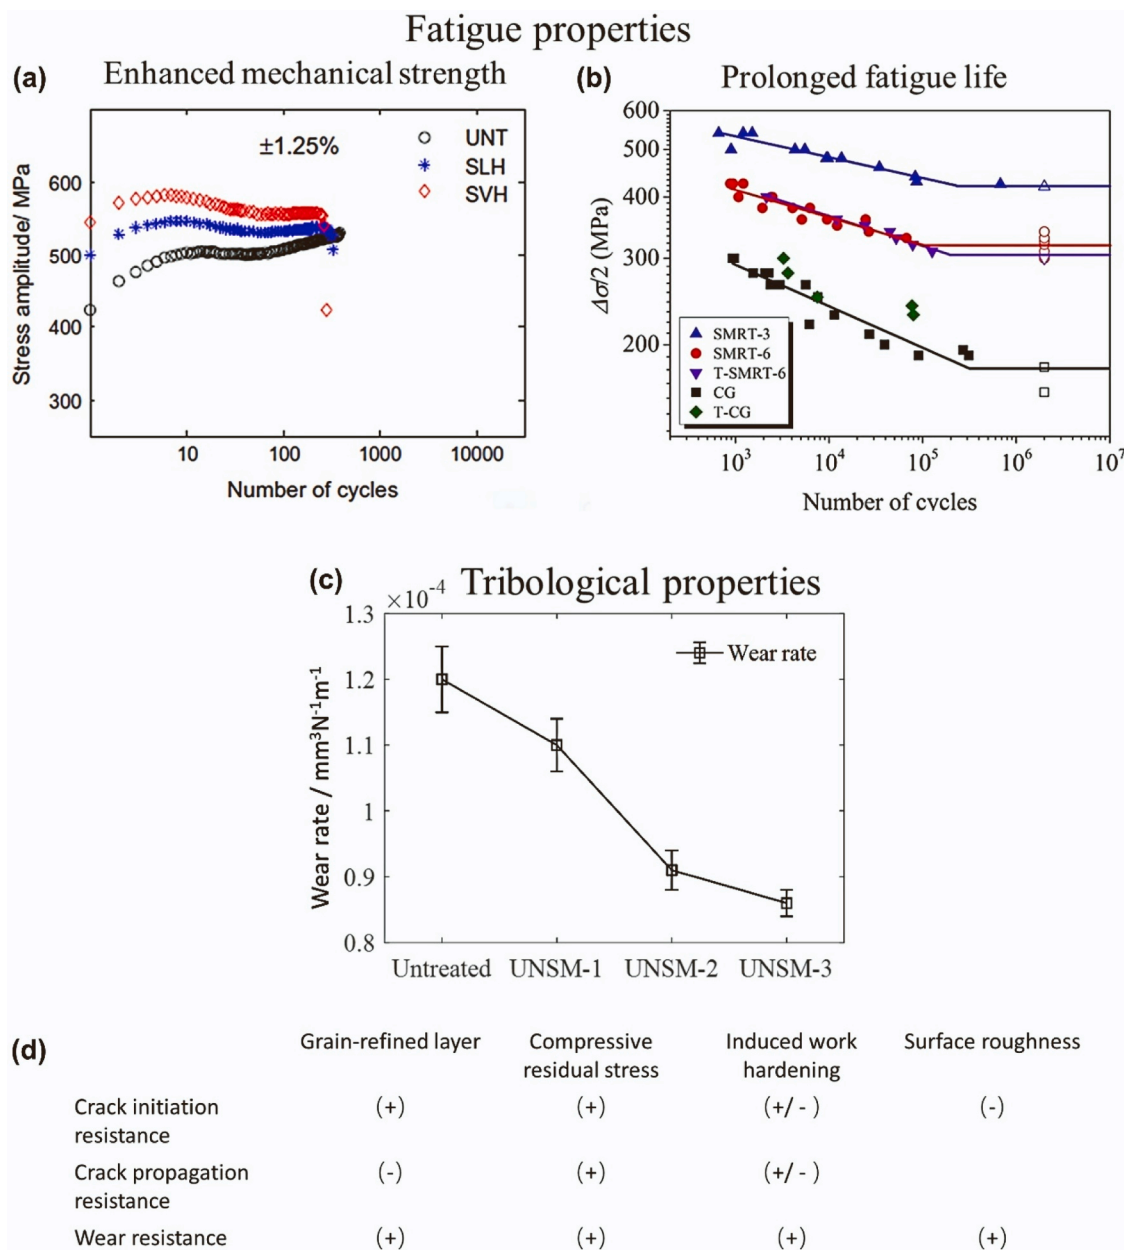 Fatigue properties
(a)
Enhanced mechanical strength
±1.25%
UNT
SLH
SVH
600
500
400
300
Stress amplitude/ MPa
10
100
1000
10000
Number of cycles
(b)
Prolonged fatigue life
600
500
400
300
200
Δσ/2 (MPa)
SMRT-3
SMRT-6
T-SMRT-6
CG
T-CG
10³
10⁴
10⁵
10⁶
10⁷
Number of cycles
(c)
Tribological properties
×10⁻⁴
1.3
1.2
1.1
1
0.9
0.8
Wear rate / mm³N⁻¹m⁻¹
Wear rate
Untreated
UNSM-1
UNSM-2
UNSM-3
(d)
Grain-refined layer
Compressive
residual stress
Induced work
hardening
Surface roughness
Crack initiation
resistance
(+)
(+)
(+/ -)
(-)
Crack propagation
resistance
(-)
(+)
(+/ -)
Wear resistance
(+)
(+)
(+)
(+)